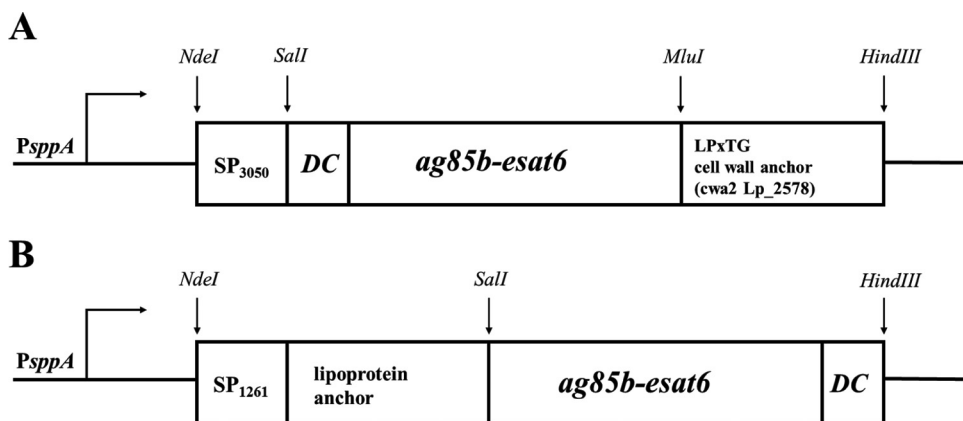 A
NdeI SalI MluI HindIII
PsppA
SP3050 DC ag85b-esat6 LPxTG
cell wall anchor
(cwa2 Lp_2578)
B
NdeI SalI HindIII
PsppA
SP1261 lipoprotein
anchor
ag85b-esat6 DC